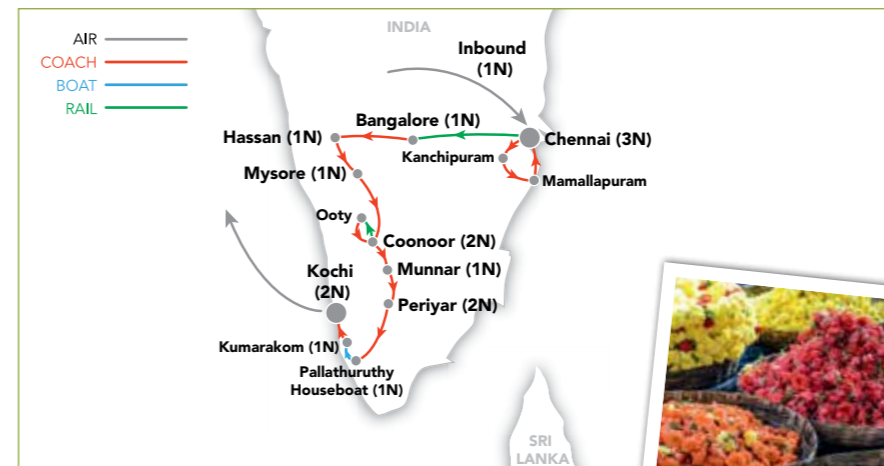 AIR
COACH
BOAT
RAIL
INDIA
Inbound
(1N)
Bangalore (1N)
Hassan (1N)
Chennai (3N)
Kanchipuram
Mysore (1N)
Mamallapuram
Ooty
Coonoor (2N)
Kochi
(2N)
Munnar (1N)
Periyar (2N)
Kumarakom (1N)
Pallathuruthy
Houseboat (1N)
SRI
LANKA